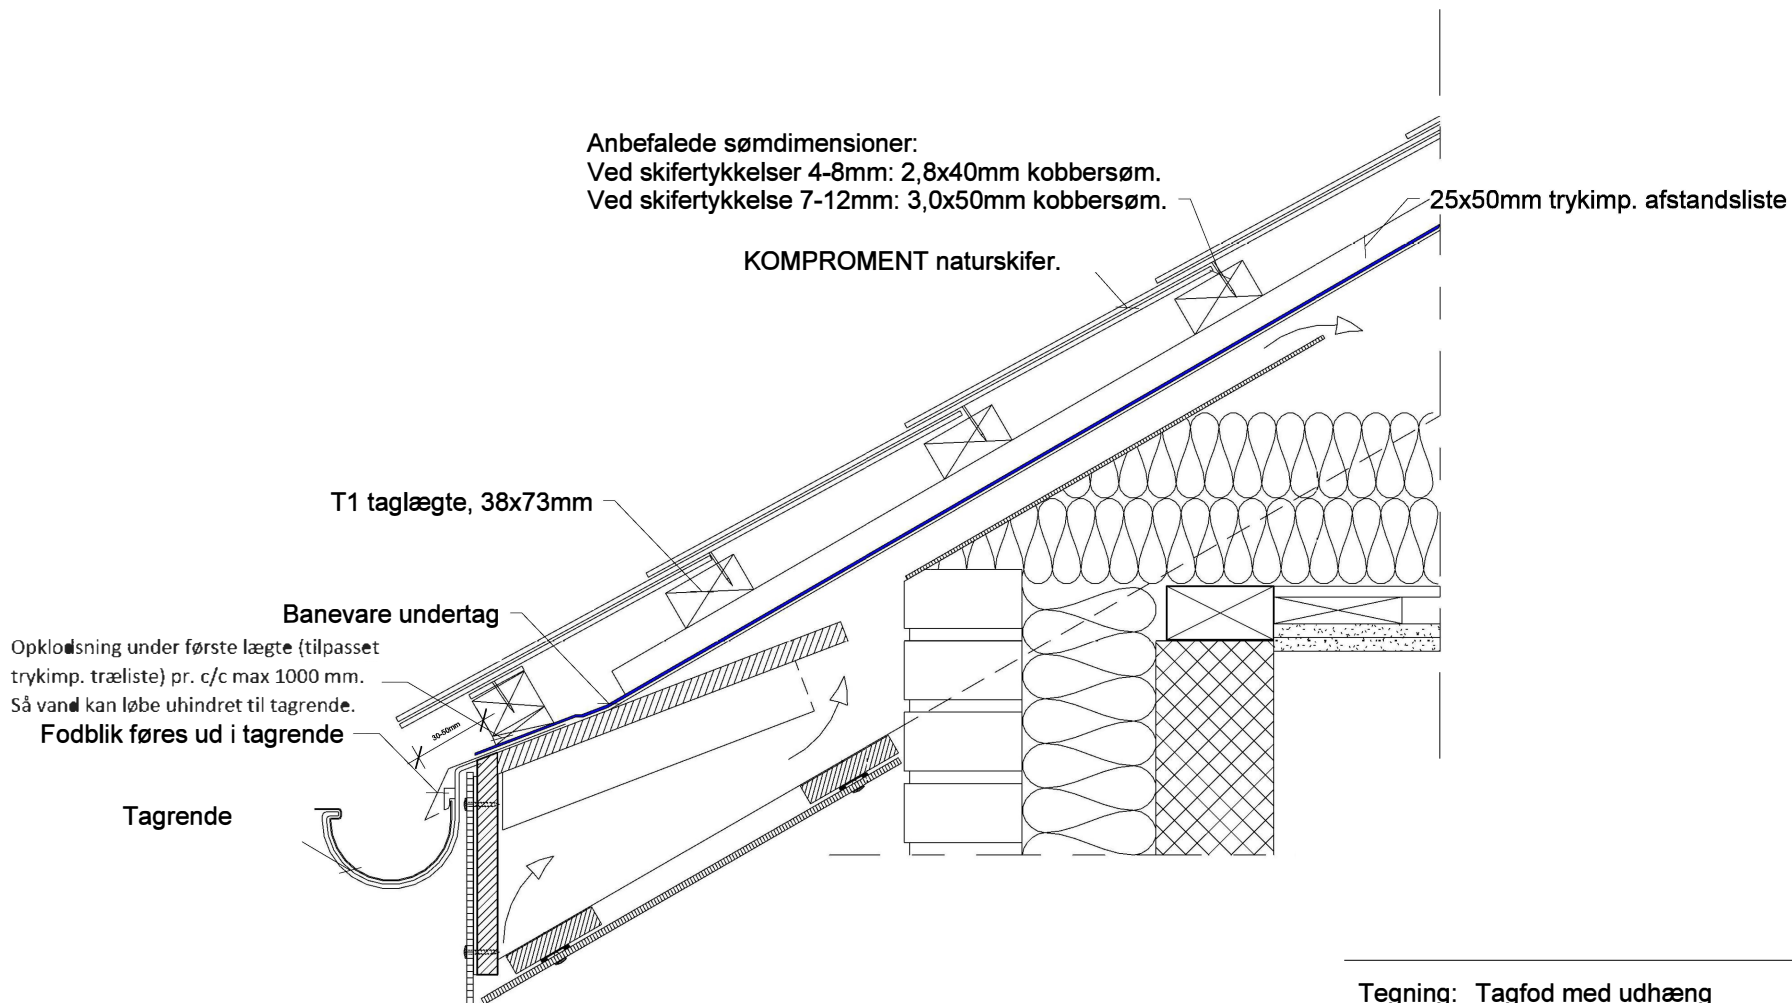 Anbefalede sømdimensioner:
Ved skifertykkelser 4-8mm: 2,8x40mm kobbersøm.
Ved skifertykkelse 7-12mm: 3,0x50mm kobbersøm.
25x50mm trykimp. afstandsliste
KOMPROMENT naturskifer.
T1 taglægte, 38x73mm
Banevare undertag
Opklodsning under første lægte (tilpasset
trykimp. træliste) pr. c/c max 1000 mm.
Så vand kan løbe uhindret til tagrende.
Fodblik føres ud i tagrende
30-50mm
Tagrende
Tegning: Tagfod med udhæng